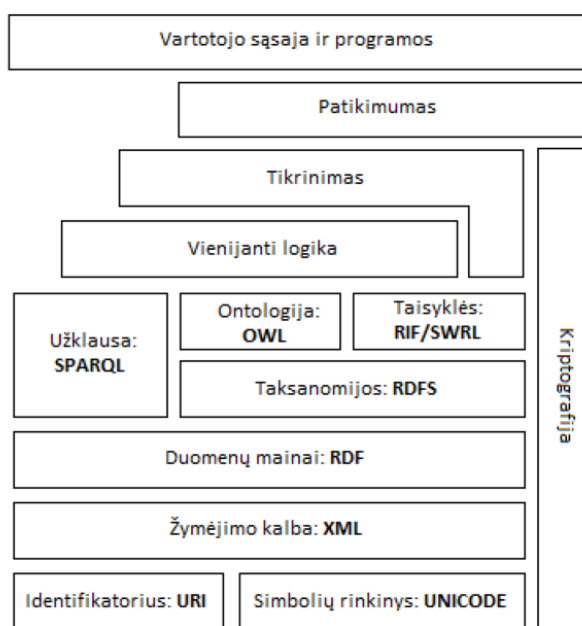 Vartotojo sąsaja ir programos
Patikimumas
Tikrinimas
Vienijanti logika
Užklausa:
SPARQL
Ontologija:
OWL
Taisyklės:
RIF/SWRL
Taksanomijos: RDFS
Duomenų mainai: RDF
Žymėjimo kalba: XML
Identifikatorius: URI
Simbolių rinkinys: UNICODE
Kriptografija